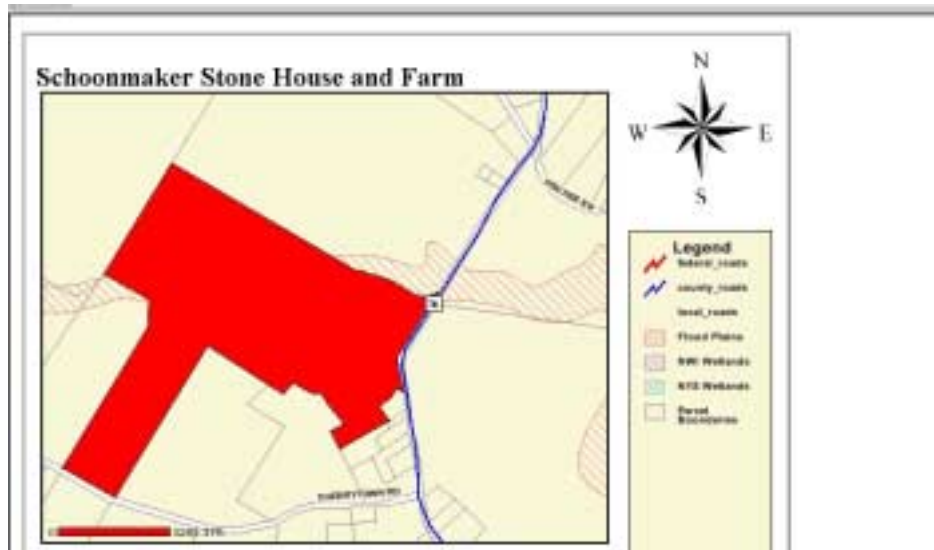 Schoonmaker Stone House and Farm
N
W
E
S
Legend
federal_roads
county_roads
local_roads
Flood Plains
NWI Wetlands
NYS Wetlands
Parcel
Boundaries